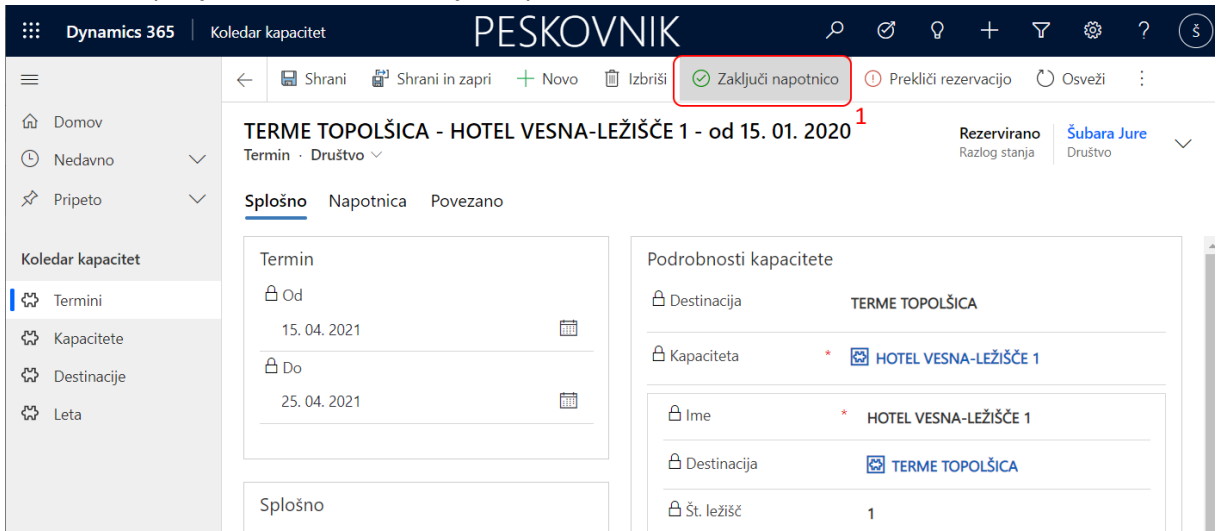 Dynamics 365 Koledar kapacitet PESKOVNIK ? š
Shrani Shrani in zapri Novo Izbriši Zaključi napotnico Prekliči rezervacijo Osveži
1
Domov
Nedavno
Pripeto
Koledar kapacitet
Termini
Kapacitete
Destinacije
Leta
TERME TOPOLŠICA - HOTEL VESNA-LEŽIŠČE 1 - od 15. 01. 2020
Termin · Društvo
Rezervirano
Razlog stanja
Šubara Jure
Društvo
Splošno Napotnica Povezano
Termin
Od
15. 04. 2021
Do
25. 04. 2021
Splošno
Podrobnosti kapacitete
Destinacija TERME TOPOLŠICA
Kapaciteta * HOTEL VESNA-LEŽIŠČE 1
Ime * HOTEL VESNA-LEŽIŠČE 1
Destinacija TERME TOPOLŠICA
Št. ležišč 1